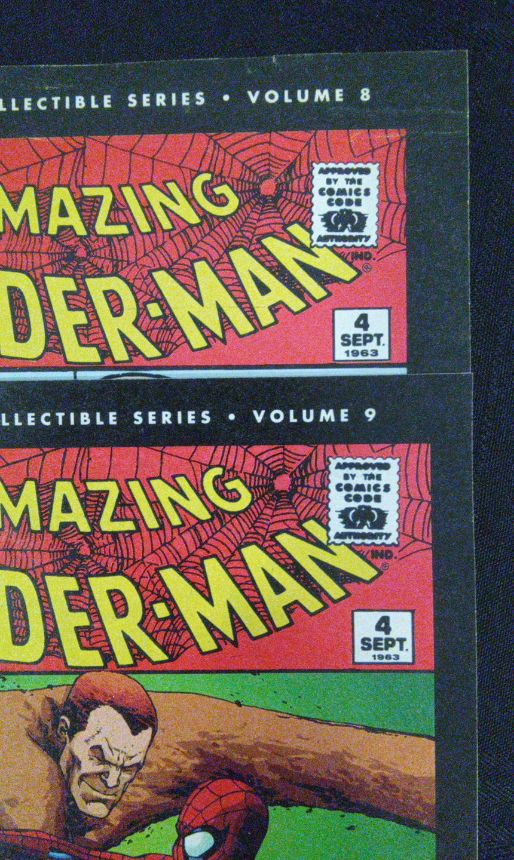 LLECTIBLE SERIES • VOLUME 8
MAZING
DER-MAN
APPROVED
BY THE
COMICS
CODE
AUTHORITY
IND.
®
4
SEPT.
1963
LLECTIBLE SERIES • VOLUME 9
MAZING
DER-MAN
APPROVED
BY THE
COMICS
CODE
AUTHORITY
IND.
®
4
SEPT.
1963